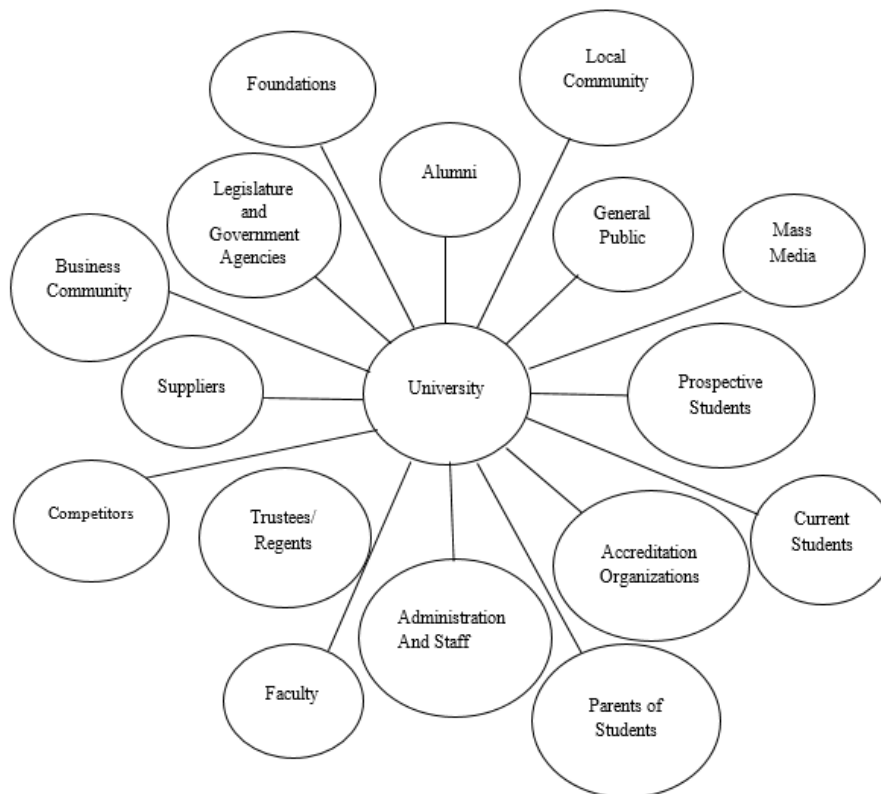 Foundations
Local
Community
Alumni
Legislature
and
Government
Agencies
General
Public
Mass
Media
Business
Community
Suppliers
University
Prospective
Students
Competitors
Trustees/
Regents
Accreditation
Organizations
Current
Students
Administration
And Staff
Faculty
Parents of
Students